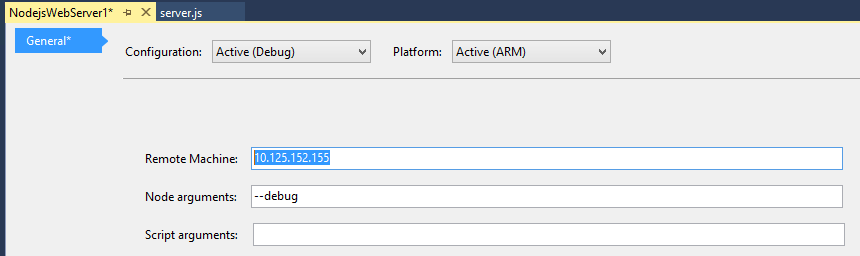 NodejsWebServer1* server.js
General*
Configuration: Active (Debug) Platform: Active (ARM)
Remote Machine: 10.125.152.155
Node arguments: --debug
Script arguments: